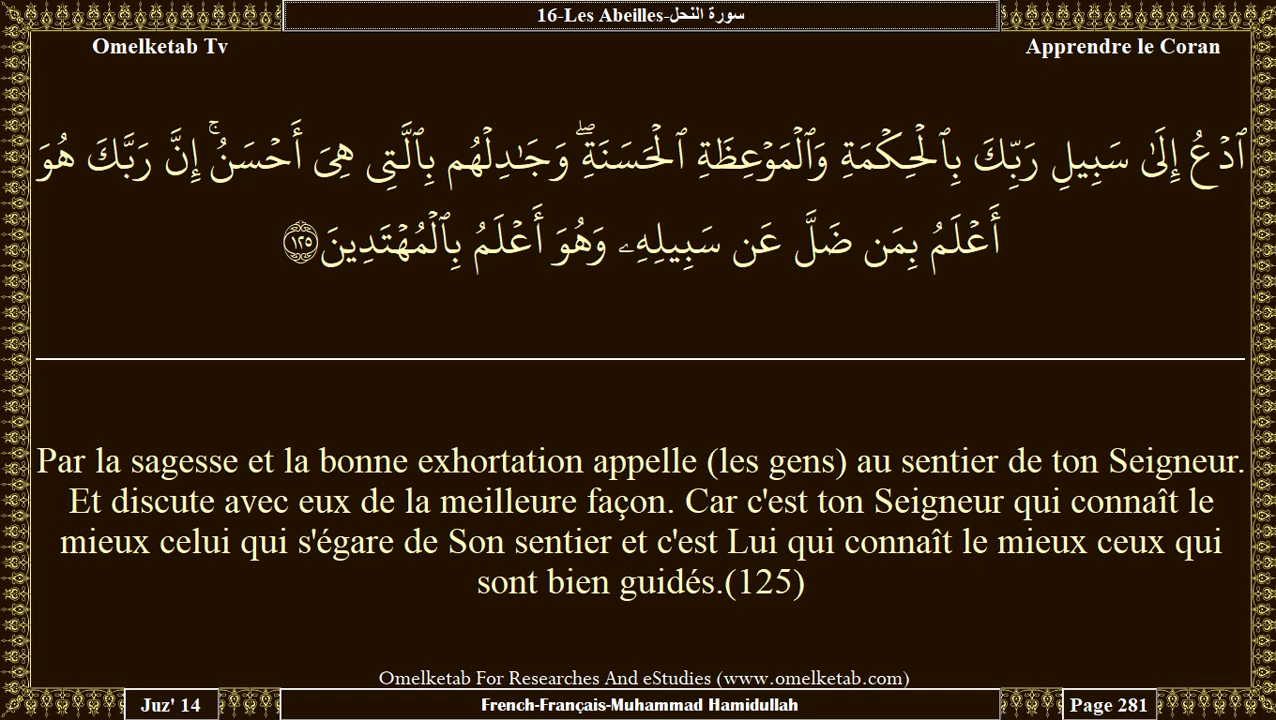 16-Les Abeilles-سورة النحل
Omelketab Tv
Apprendre le Coran
ٱدْعُ إِلَىٰ سَبِيلِ رَبِّكَ بِٱلْحِكْمَةِ وَٱلْمَوْعِظَةِ ٱلْحَسَنَةِ ۖ وَجَـٰدِلْهُم بِٱلَّتِى هِىَ أَحْسَنُ ۚ إِنَّ رَبَّكَ هُوَ
أَعْلَمُ بِمَن ضَلَّ عَن سَبِيلِهِۦ وَهُوَ أَعْلَمُ بِٱلْمُهْتَدِينَ ۝١٢٥
Par la sagesse et la bonne exhortation appelle (les gens) au sentier de ton Seigneur.
Et discute avec eux de la meilleure façon. Car c'est ton Seigneur qui connaît le
mieux celui qui s'égare de Son sentier et c'est Lui qui connaît le mieux ceux qui
sont bien guidés.(125)
Omelketab For Researches And eStudies (www.omelketab.com)
Juz' 14
French-Français-Muhammad Hamidullah
Page 281